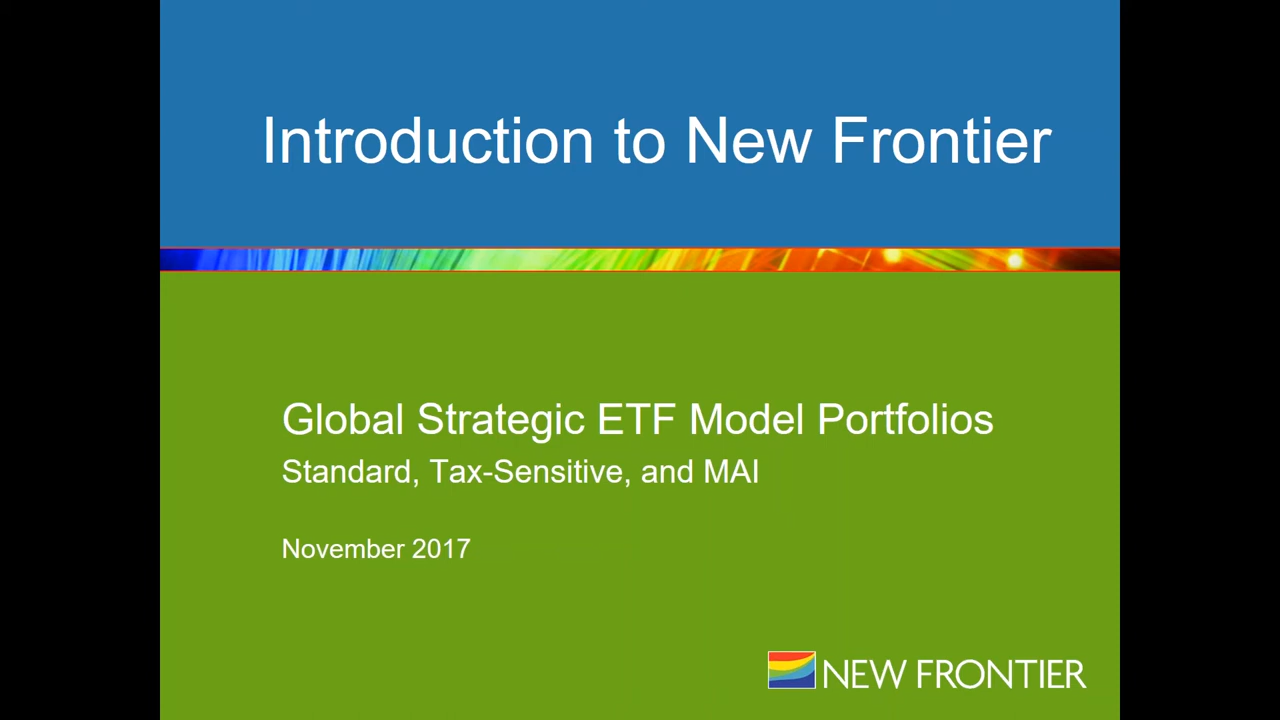 Introduction to New Frontier
Global Strategic ETF Model Portfolios
Standard, Tax-Sensitive, and MAI
November 2017
NEW FRONTIER